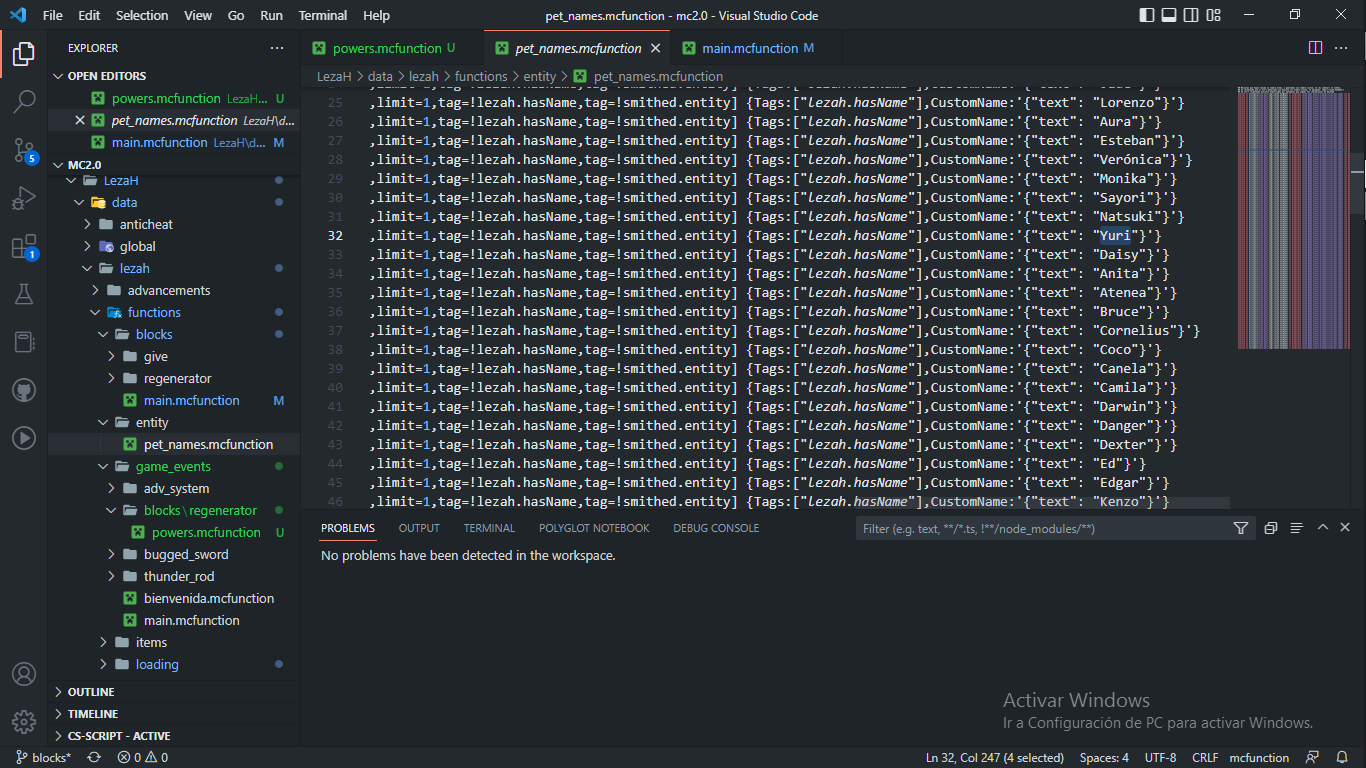 File Edit Selection View Go Run Terminal Help
pet_names.mcfunction - mc2.0 - Visual Studio Code
EXPLORER
OPEN EDITORS
powers.mcfunction LezaH... U
pet_names.mcfunction LezaH\d...
main.mcfunction LezaH\d... M
MC2.0
LezaH
data
anticheat
global
lezah
advancements
functions
blocks
give
regenerator
main.mcfunction M
entity
pet_names.mcfunction
game_events
adv_system
blocks\regenerator
powers.mcfunction U
bugged_sword
thunder_rod
bienvenida.mcfunction
main.mcfunction
items
loading
OUTLINE
TIMELINE
CS-SCRIPT - ACTIVE
5
1
powers.mcfunction U
pet_names.mcfunction
main.mcfunction M
LezaH > data > lezah > functions > entity > pet_names.mcfunction
25 ,limit=1,tag=!lezah.hasName,tag=!smithed.entity] {Tags:["lezah.hasName"],CustomName:'{"text": "Lorenzo"}'}
26 ,limit=1,tag=!lezah.hasName,tag=!smithed.entity] {Tags:["lezah.hasName"],CustomName:'{"text": "Aura"}'}
27 ,limit=1,tag=!lezah.hasName,tag=!smithed.entity] {Tags:["lezah.hasName"],CustomName:'{"text": "Esteban"}'}
28 ,limit=1,tag=!lezah.hasName,tag=!smithed.entity] {Tags:["lezah.hasName"],CustomName:'{"text": "Verónica"}'}
29 ,limit=1,tag=!lezah.hasName,tag=!smithed.entity] {Tags:["lezah.hasName"],CustomName:'{"text": "Monika"}'}
30 ,limit=1,tag=!lezah.hasName,tag=!smithed.entity] {Tags:["lezah.hasName"],CustomName:'{"text": "Sayori"}'}
31 ,limit=1,tag=!lezah.hasName,tag=!smithed.entity] {Tags:["lezah.hasName"],CustomName:'{"text": "Natsuki"}'}
32 ,limit=1,tag=!lezah.hasName,tag=!smithed.entity] {Tags:["lezah.hasName"],CustomName:'{"text": "Yuri"}'}
33 ,limit=1,tag=!lezah.hasName,tag=!smithed.entity] {Tags:["lezah.hasName"],CustomName:'{"text": "Daisy"}'}
34 ,limit=1,tag=!lezah.hasName,tag=!smithed.entity] {Tags:["lezah.hasName"],CustomName:'{"text": "Anita"}'}
35 ,limit=1,tag=!lezah.hasName,tag=!smithed.entity] {Tags:["lezah.hasName"],CustomName:'{"text": "Atenea"}'}
36 ,limit=1,tag=!lezah.hasName,tag=!smithed.entity] {Tags:["lezah.hasName"],CustomName:'{"text": "Bruce"}'}
37 ,limit=1,tag=!lezah.hasName,tag=!smithed.entity] {Tags:["lezah.hasName"],CustomName:'{"text": "Cornelius"}'}
38 ,limit=1,tag=!lezah.hasName,tag=!smithed.entity] {Tags:["lezah.hasName"],CustomName:'{"text": "Coco"}'}
39 ,limit=1,tag=!lezah.hasName,tag=!smithed.entity] {Tags:["lezah.hasName"],CustomName:'{"text": "Canela"}'}
40 ,limit=1,tag=!lezah.hasName,tag=!smithed.entity] {Tags:["lezah.hasName"],CustomName:'{"text": "Camila"}'}
41 ,limit=1,tag=!lezah.hasName,tag=!smithed.entity] {Tags:["lezah.hasName"],CustomName:'{"text": "Darwin"}'}
42 ,limit=1,tag=!lezah.hasName,tag=!smithed.entity] {Tags:["lezah.hasName"],CustomName:'{"text": "Danger"}'}
43 ,limit=1,tag=!lezah.hasName,tag=!smithed.entity] {Tags:["lezah.hasName"],CustomName:'{"text": "Dexter"}'}
44 ,limit=1,tag=!lezah.hasName,tag=!smithed.entity] {Tags:["lezah.hasName"],CustomName:'{"text": "Ed"}'}
45 ,limit=1,tag=!lezah.hasName,tag=!smithed.entity] {Tags:["lezah.hasName"],CustomName:'{"text": "Edgar"}'}
46 ,limit=1,tag=!lezah.hasName,tag=!smithed.entity] {Tags:["lezah.hasName"],CustomName:'{"text": "Kenzo"}'}
PROBLEMS OUTPUT TERMINAL POLYGLOT NOTEBOOK DEBUG CONSOLE
Filter (e.g. text, **/*.ts, !**/node_modules/**)
No problems have been detected in the workspace.
Activar Windows
Ir a Configuración de PC para activar Windows.
blocks* 0 0
Ln 32, Col 247 (4 selected) Spaces: 4 UTF-8 CRLF mcfunction